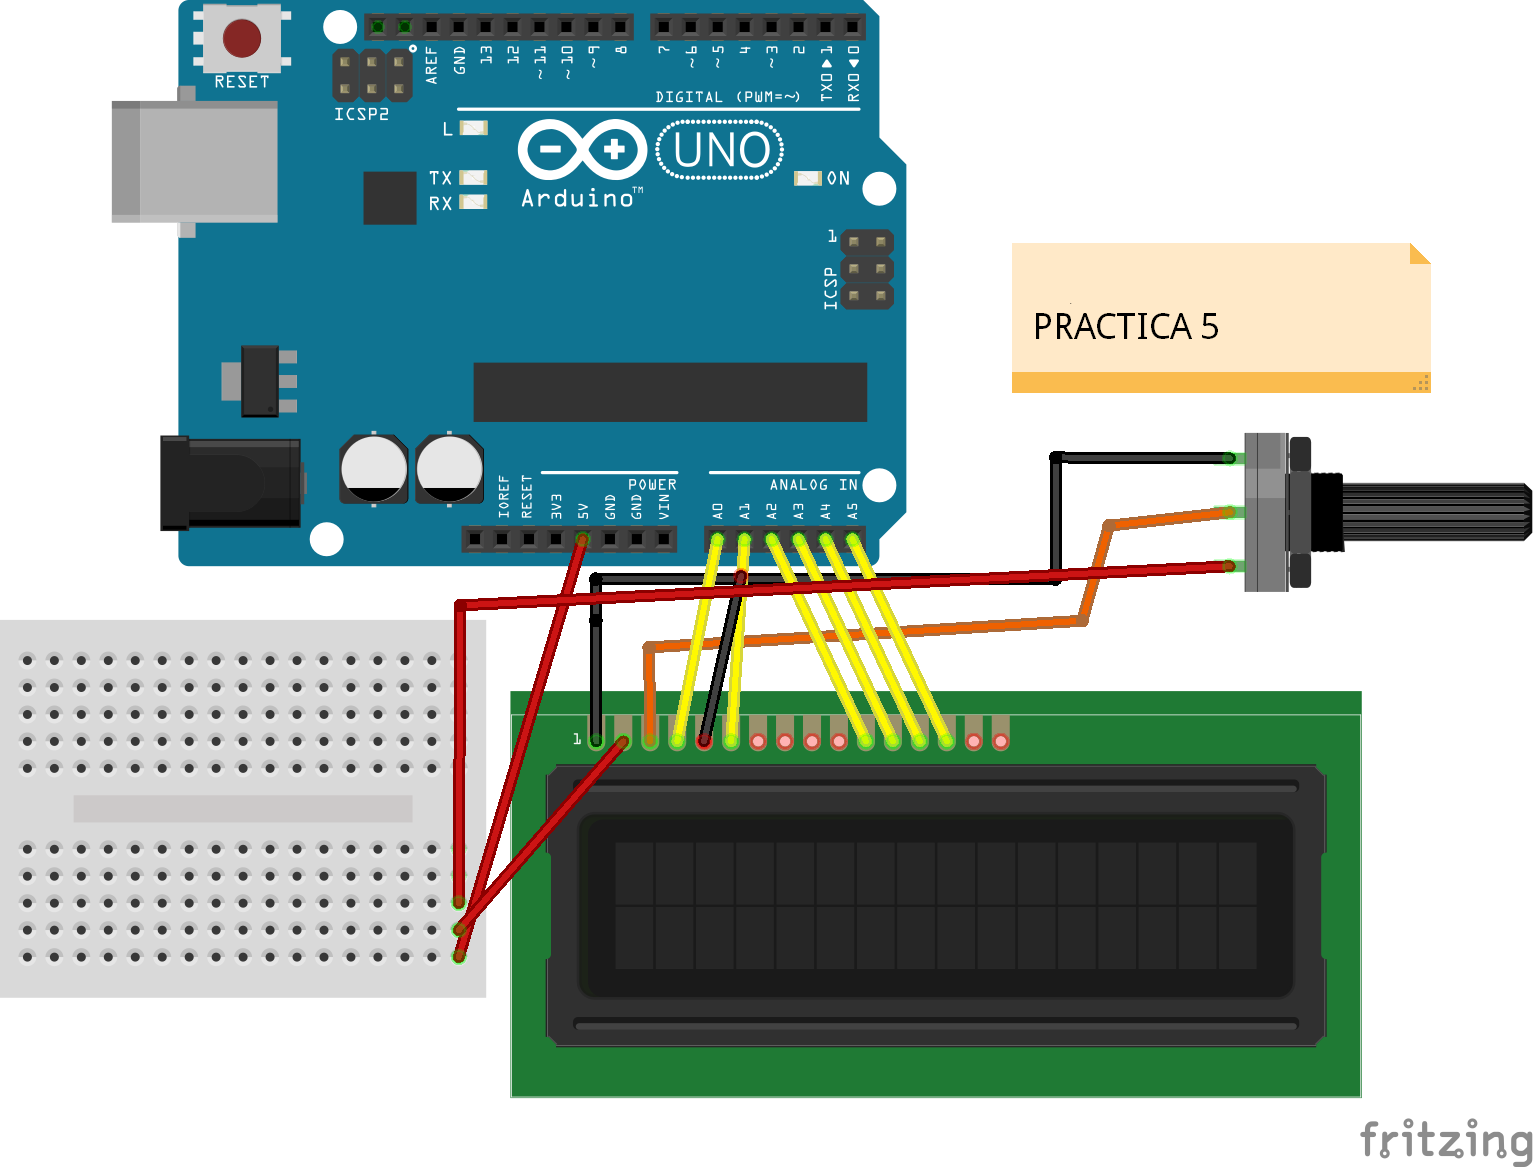 RESET
ICSP2
AREF
GND
13
12
~11
~10
~9
8
7
~6
~5
4
~3
2
TX0▶1
RX0◀0
DIGITAL (PWM=~)
L
TX
RX
UNO
Arduino™
ON
1
ICSP
PRACTICA 5
POWER
ANALOG IN
IOREF
RESET
3V3
5V
GND
GND
VIN
A0
A1
A2
A3
A4
A5
1
fritzing